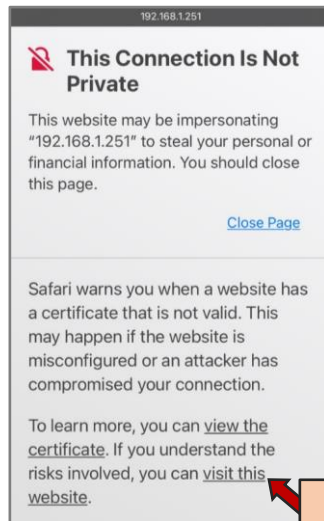 192.168.1.251
This Connection Is Not
Private
This website may be impersonating
“192.168.1.251” to steal your personal or
financial information. You should close
this page.
Close Page
Safari warns you when a website has
a certificate that is not valid. This
may happen if the website is
misconfigured or an attacker has
compromised your connection.
To learn more, you can view the
certificate. If you understand the
risks involved, you can visit this
website.